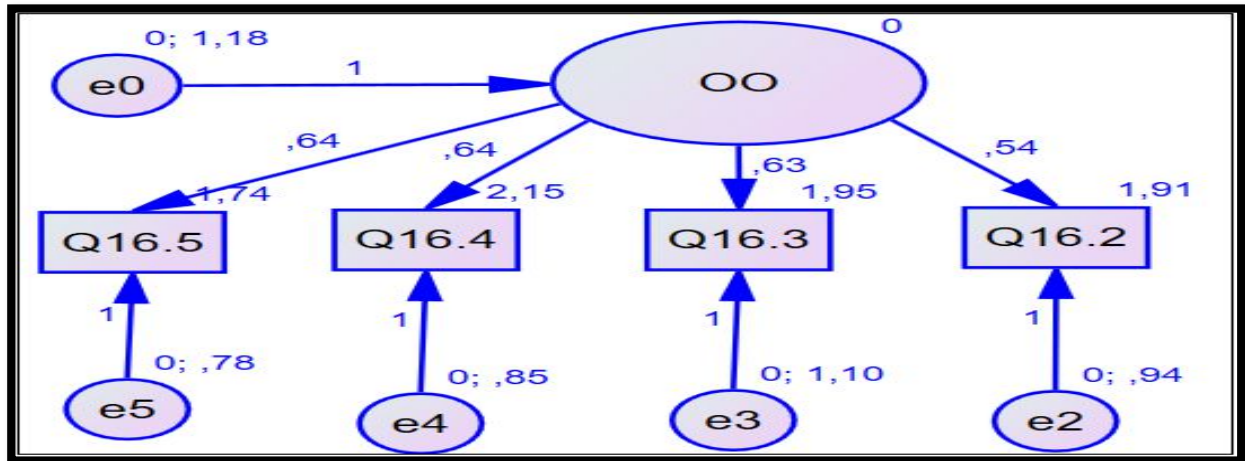 0; 1,18
0
e0
1
OO
,64
,64
,63
,54
1,74
2,15
1,95
1,91
Q16.5
Q16.4
Q16.3
Q16.2
1
1
1
1
0; ,78
0; ,85
0; 1,10
0; ,94
e5
e4
e3
e2